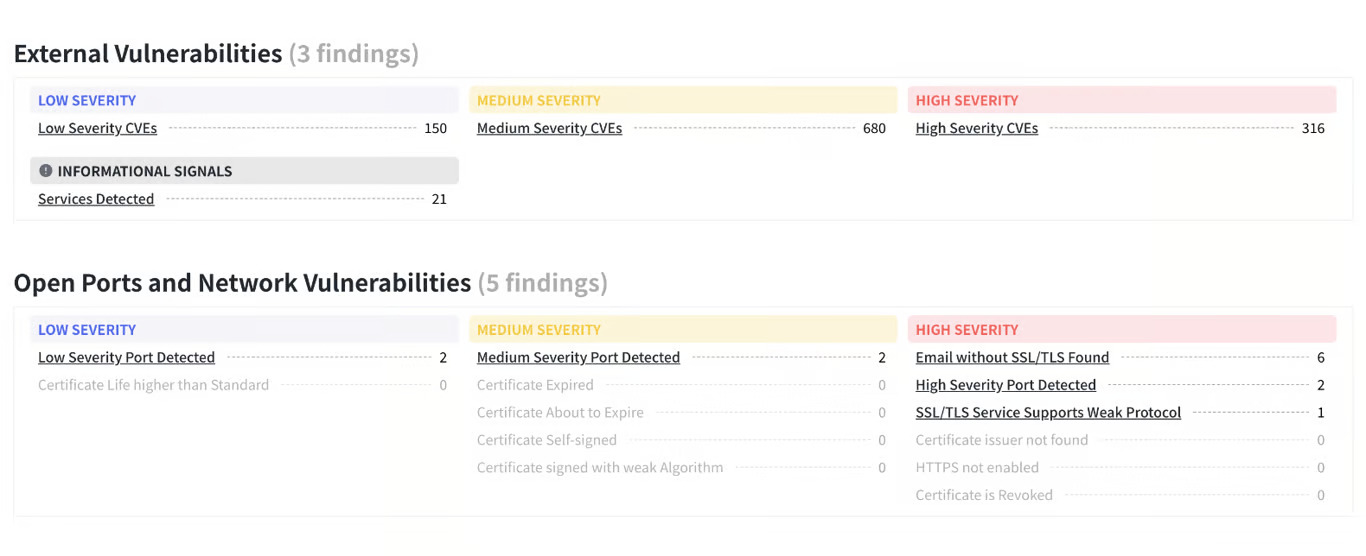 External Vulnerabilities (3 findings)
LOW SEVERITY
Low Severity CVEs 150
INFORMATIONAL SIGNALS
Services Detected 21
MEDIUM SEVERITY
Medium Severity CVEs 680
HIGH SEVERITY
High Severity CVEs 316
Open Ports and Network Vulnerabilities (5 findings)
LOW SEVERITY
Low Severity Port Detected 2
Certificate Life higher than Standard 0
MEDIUM SEVERITY
Medium Severity Port Detected 2
Certificate Expired 0
Certificate About to Expire 0
Certificate Self-signed 0
Certificate signed with weak Algorithm 0
HIGH SEVERITY
Email without SSL/TLS Found 6
High Severity Port Detected 2
SSL/TLS Service Supports Weak Protocol 1
Certificate issuer not found 0
HTTPS not enabled 0
Certificate is Revoked 0